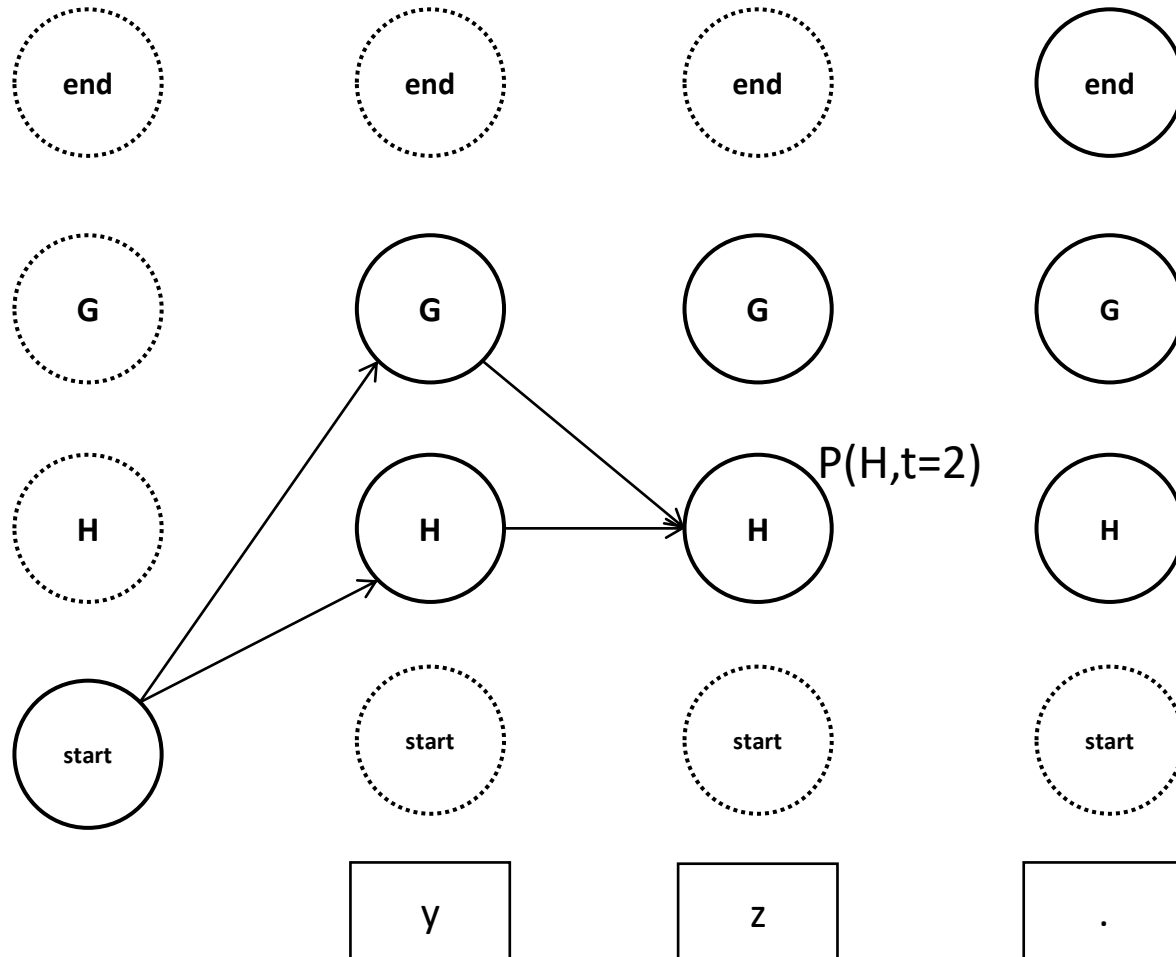 end end end end
G G G G
P(H,t=2)
H H H H
start start start start
y z .